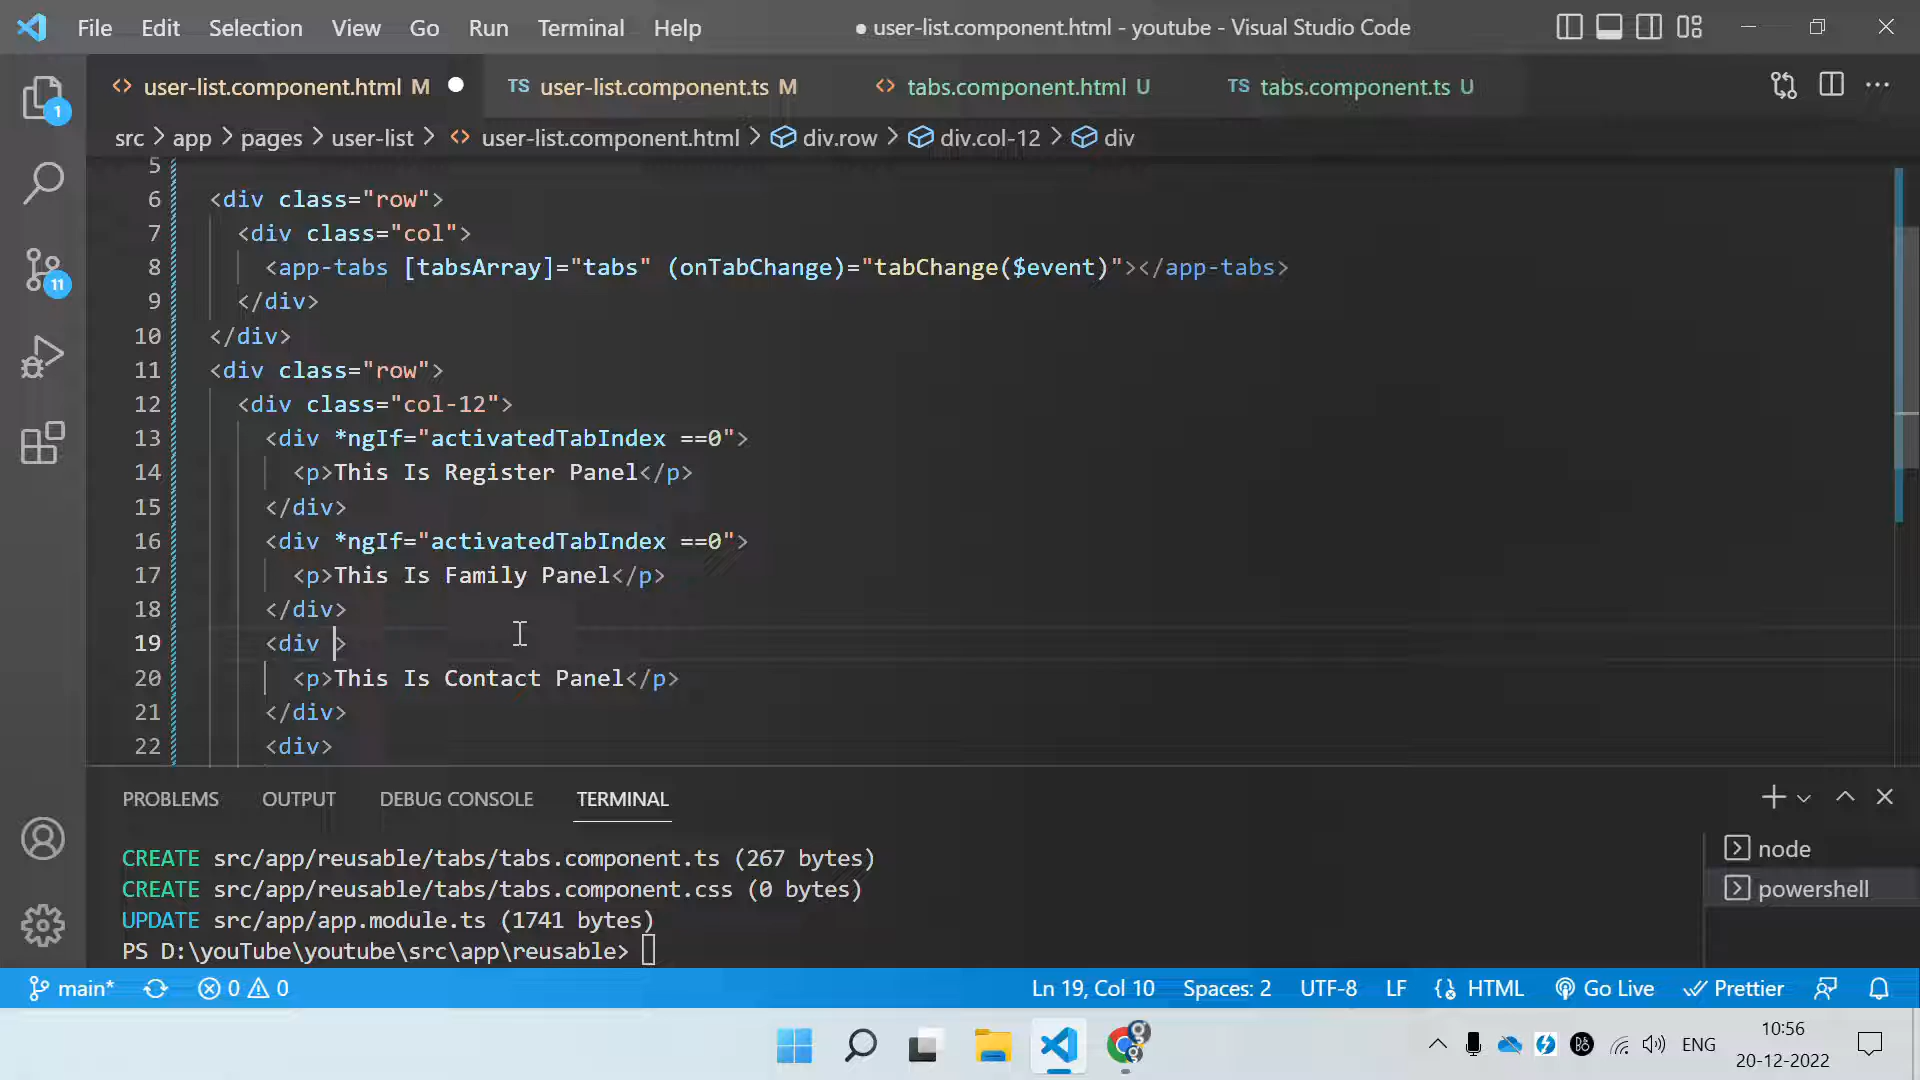 File Edit Selection View Go Run Terminal Help
● user-list.component.html - youtube - Visual Studio Code
<> user-list.component.html M ●
TS user-list.component.ts M
<> tabs.component.html U
TS tabs.component.ts U
1
src > app > pages > user-list > <> user-list.component.html > div.row > div.col-12 > div
5
6 <div class="row">
7 <div class="col">
8 <app-tabs [tabsArray]="tabs" (onTabChange)="tabChange($event)"></app-tabs>
9 </div>
10 </div>
11 <div class="row">
12 <div class="col-12">
13 <div *ngIf="activatedTabIndex ==0">
14 <p>This Is Register Panel</p>
15 </div>
16 <div *ngIf="activatedTabIndex ==0">
17 <p>This Is Family Panel</p>
18 </div>
19 <div >
20 <p>This Is Contact Panel</p>
21 </div>
22 <div>
11
PROBLEMS OUTPUT DEBUG CONSOLE TERMINAL
CREATE src/app/reusable/tabs/tabs.component.ts (267 bytes)
CREATE src/app/reusable/tabs/tabs.component.css (0 bytes)
UPDATE src/app/app.module.ts (1741 bytes)
PS D:\youTube\youtube\src\app\reusable>
node
powershell
main* 0 0 Ln 19, Col 10 Spaces: 2 UTF-8 LF HTML Go Live Prettier
ENG
10:56
20-12-2022